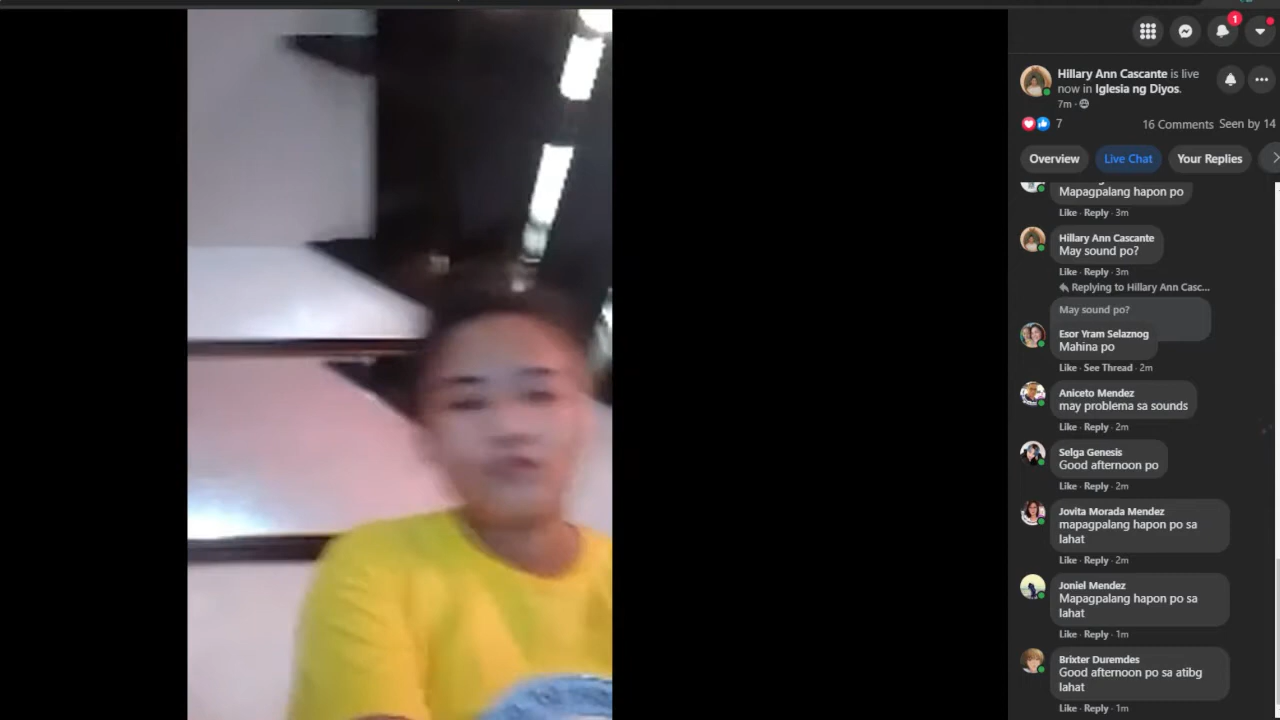 1
Hillary Ann Cascante is live
now in Iglesia ng Diyos.
7m ·
7
16 Comments Seen by 14
Overview
Live Chat
Your Replies
Mapagpalang hapon po
Like · Reply · 3m
Hillary Ann Cascante
May sound po?
Like · Reply · 3m
Replying to Hillary Ann Casc...
May sound po?
Esor Yram Selaznog
Mahina po
Like · See Thread · 2m
Aniceto Mendez
may problema sa sounds
Like · Reply · 2m
Selga Genesis
Good afternoon po
Like · Reply · 2m
Jovita Morada Mendez
mapagpalang hapon po sa
lahat
Like · Reply · 2m
Joniel Mendez
Mapagpalang hapon po sa
lahat
Like · Reply · 1m
Brixter Duremdes
Good afternoon po sa atibg
lahat
Like · Reply · 1m